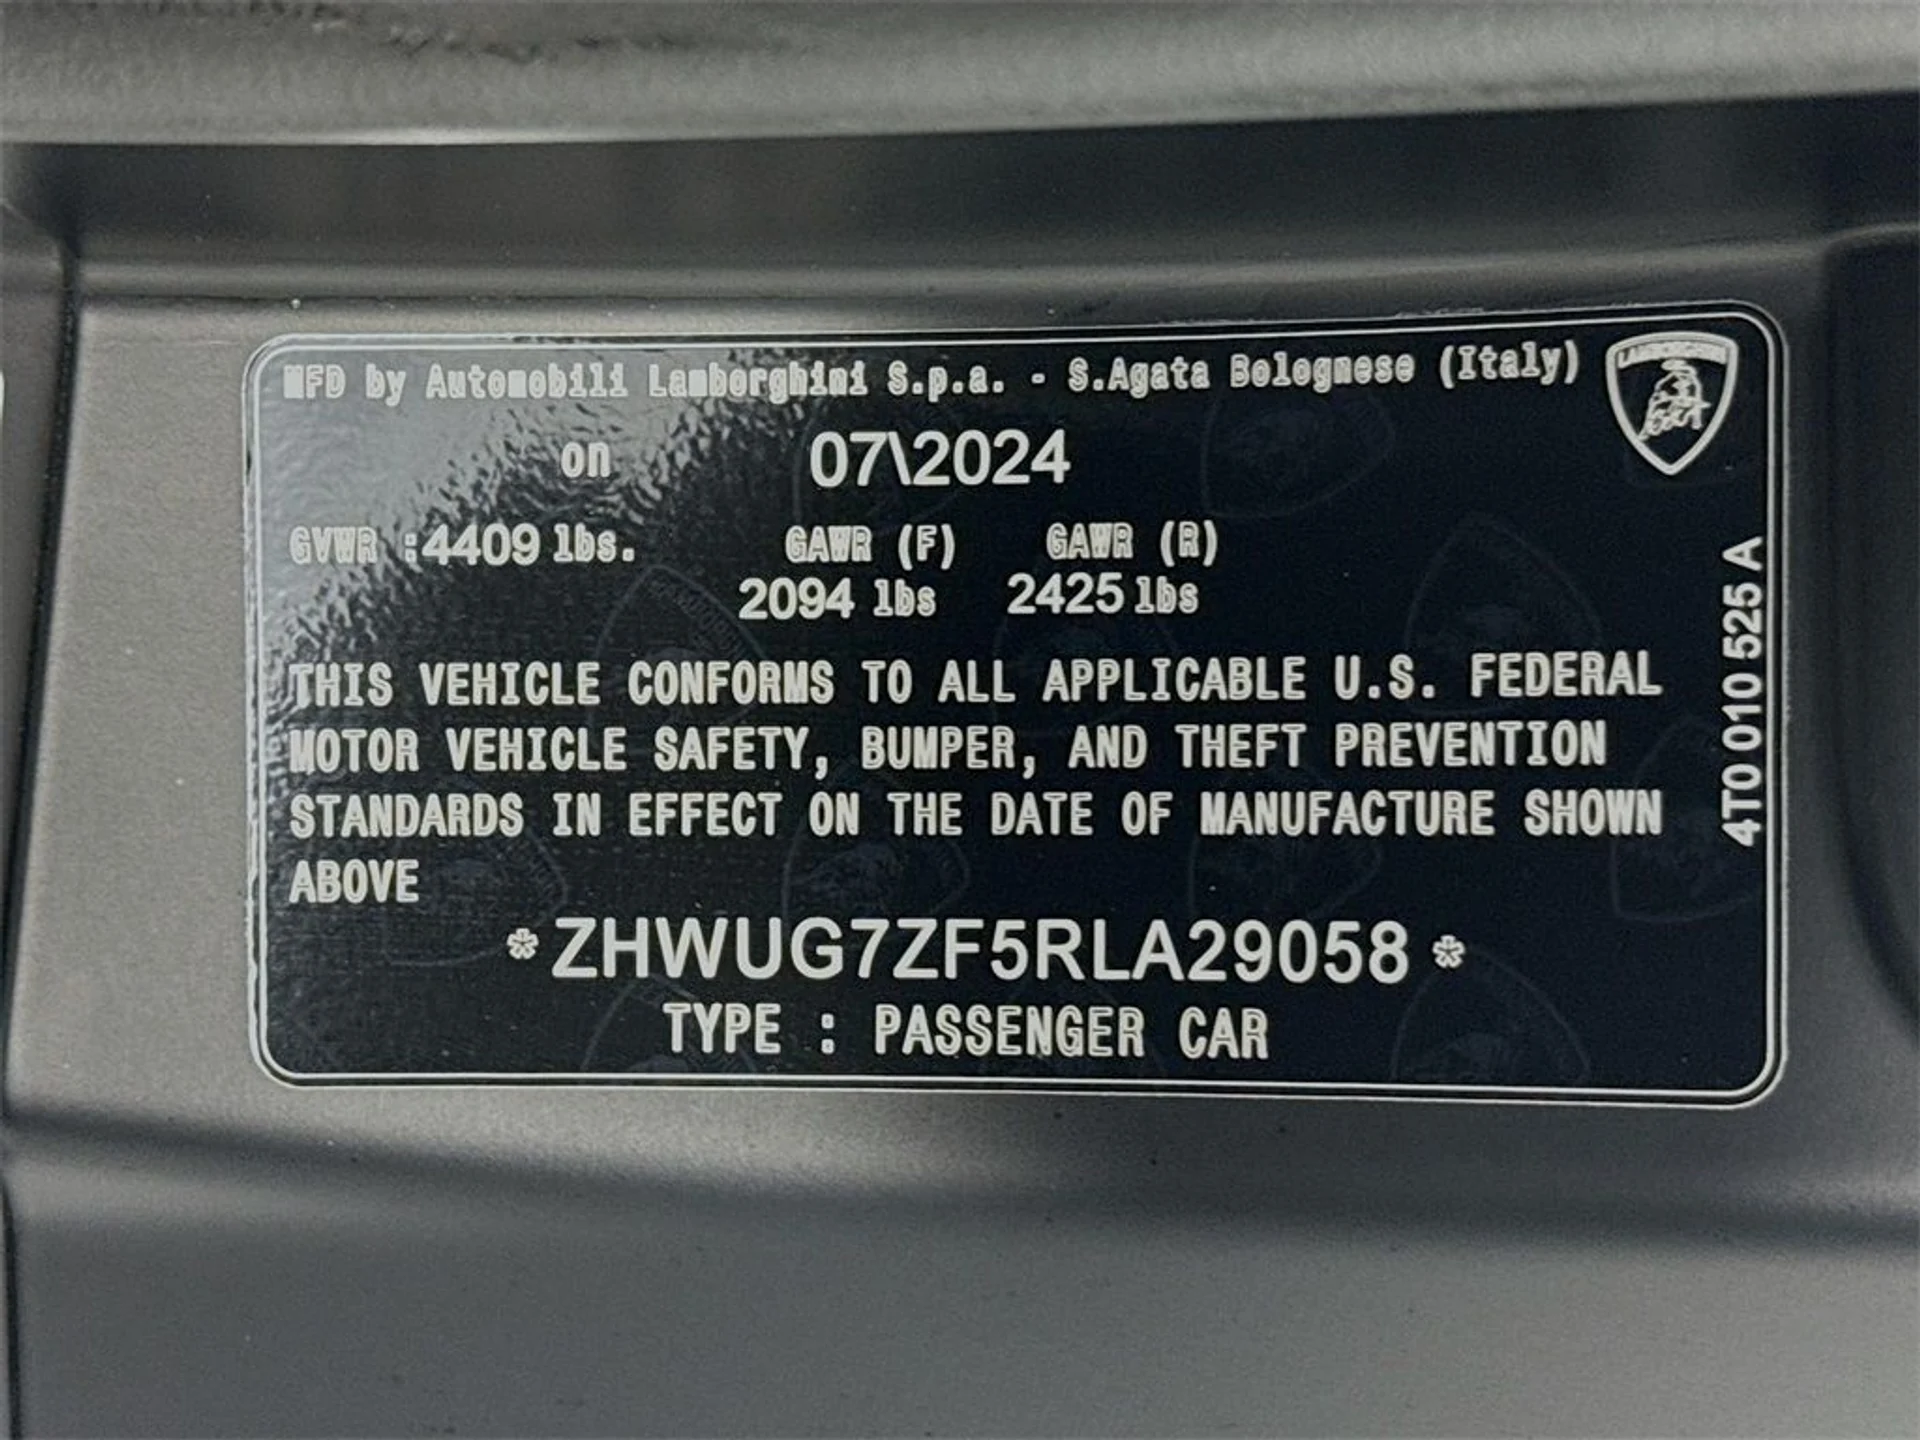 MFD by Automobili Lamborghini S.p.a. - S.Agata Bolognese (Italy)
LAMBORGHINI
on 07\2024
GVWR :4409 lbs. GAWR (F) GAWR (R)
2094 lbs 2425 lbs
THIS VEHICLE CONFORMS TO ALL APPLICABLE U.S. FEDERAL
MOTOR VEHICLE SAFETY, BUMPER, AND THEFT PREVENTION
STANDARDS IN EFFECT ON THE DATE OF MANUFACTURE SHOWN
ABOVE
*ZHWUG7ZF5RLA29058*
TYPE : PASSENGER CAR
4T0 010 525 A